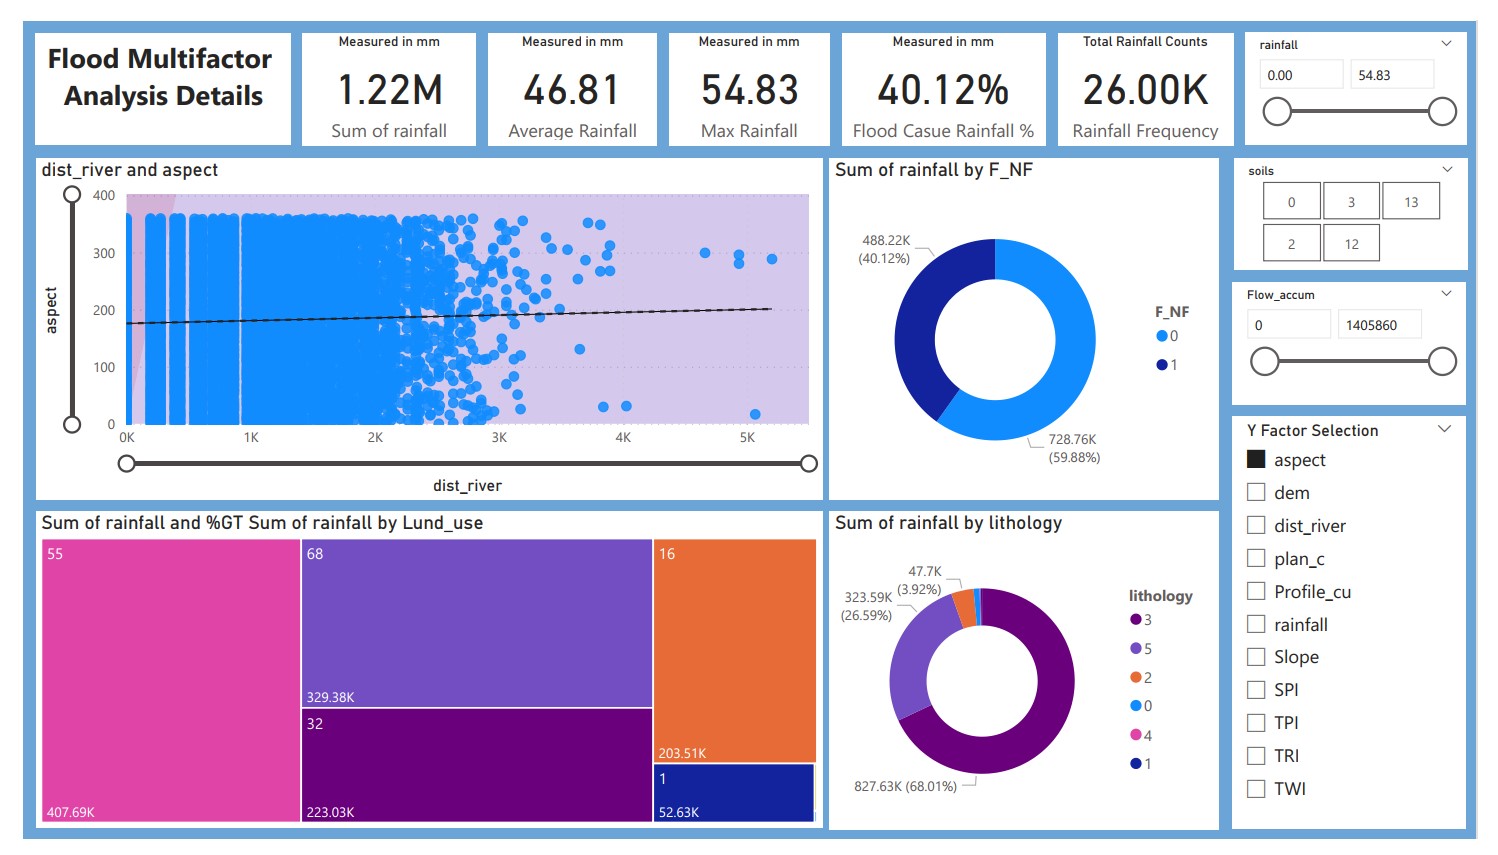 Flood Multifactor
Analysis Details
Measured in mm
1.22M
Sum of rainfall
Measured in mm
46.81
Average Rainfall
Measured in mm
54.83
Max Rainfall
Measured in mm
40.12%
Flood Casue Rainfall %
Total Rainfall Counts
26.00K
Rainfall Frequency
rainfall
0.00
54.83
dist_river and aspect
400
300
200
100
0
aspect
0K
1K
2K
3K
4K
5K
dist_river
Sum of rainfall by F_NF
488.22K
(40.12%)
728.76K
(59.88%)
F_NF
0
1
soils
0
3
13
2
12
Flow_accum
0
1405860
Sum of rainfall and %GT Sum of rainfall by Lund_use
55
407.69K
68
329.38K
32
223.03K
16
203.51K
1
52.63K
Sum of rainfall by lithology
47.7K
(3.92%)
323.59K
(26.59%)
827.63K (68.01%)
lithology
3
5
2
0
4
1
Y Factor Selection
aspect
dem
dist_river
plan_c
Profile_cu
rainfall
Slope
SPI
TPI
TRI
TWI